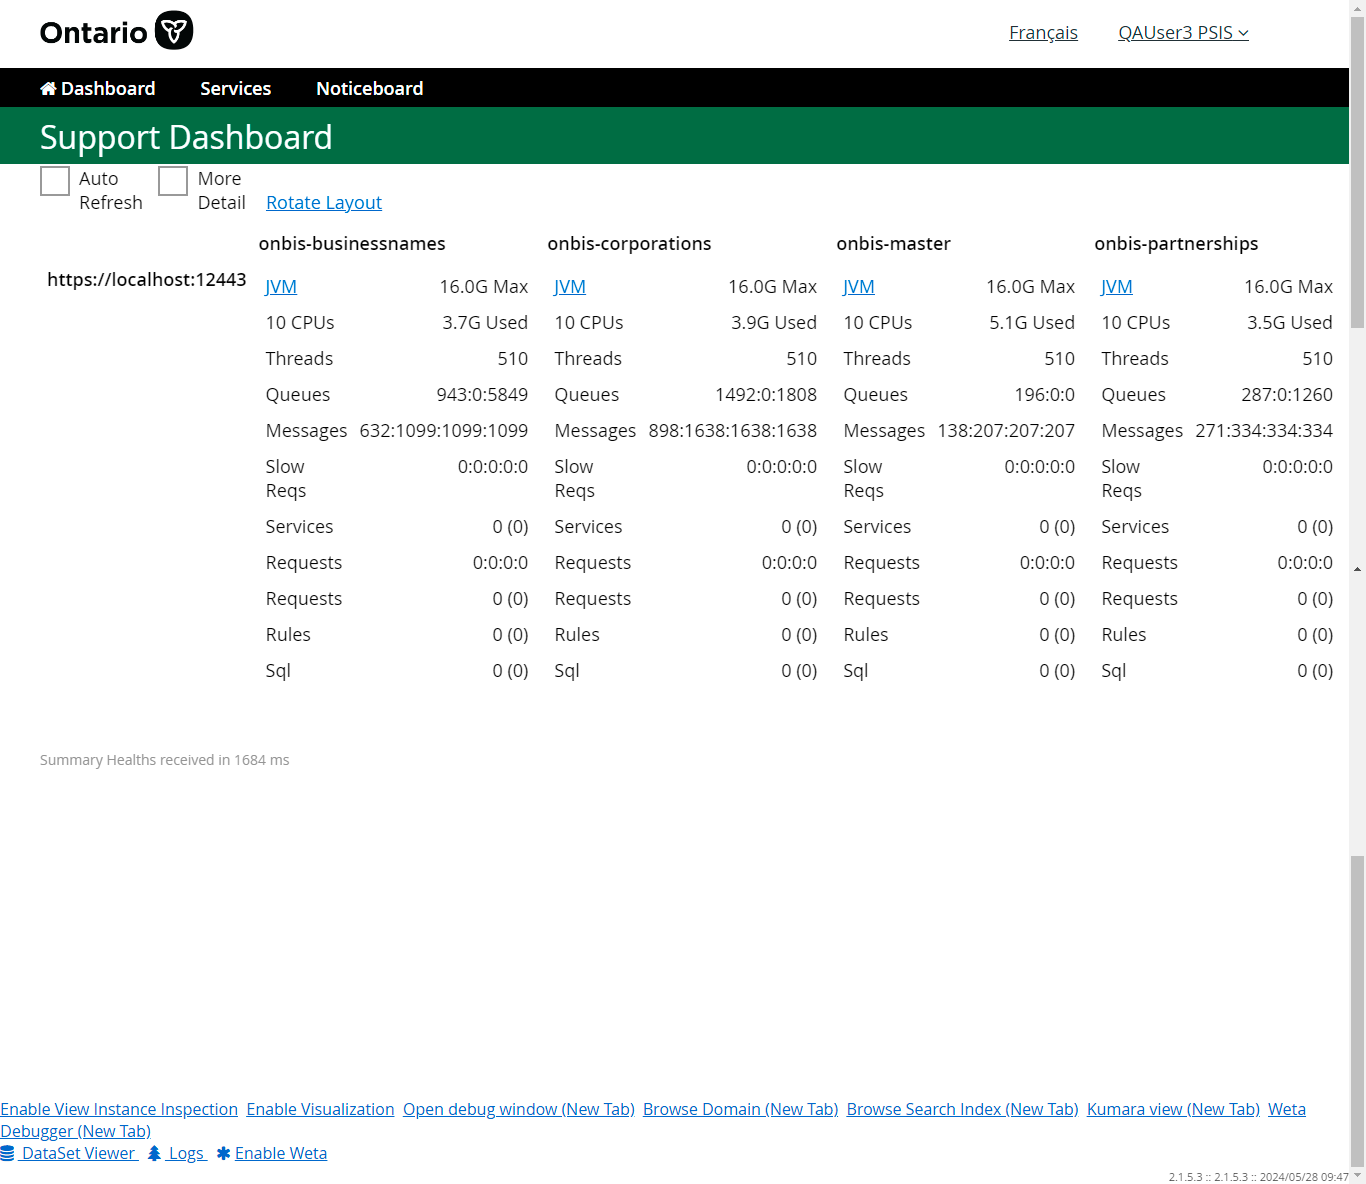 Ontario
Français QAUser3 PSIS
Dashboard Services Noticeboard
Support Dashboard
Auto Refresh More Detail Rotate Layout
onbis-businessnames onbis-corporations onbis-master onbis-partnerships
https://localhost:12443 JVM 16.0G Max JVM 16.0G Max JVM 16.0G Max JVM 16.0G Max
10 CPUs 3.7G Used 10 CPUs 3.9G Used 10 CPUs 5.1G Used 10 CPUs 3.5G Used
Threads 510 Threads 510 Threads 510 Threads 510
Queues 943:0:5849 Queues 1492:0:1808 Queues 196:0:0 Queues 287:0:1260
Messages 632:1099:1099:1099 Messages 898:1638:1638:1638 Messages 138:207:207:207 Messages 271:334:334:334
Slow Reqs 0:0:0:0:0 Slow Reqs 0:0:0:0:0 Slow Reqs 0:0:0:0:0 Slow Reqs 0:0:0:0:0
Services 0 (0) Services 0 (0) Services 0 (0) Services 0 (0)
Requests 0:0:0:0 Requests 0:0:0:0 Requests 0:0:0:0 Requests 0:0:0:0
Requests 0 (0) Requests 0 (0) Requests 0 (0) Requests 0 (0)
Rules 0 (0) Rules 0 (0) Rules 0 (0) Rules 0 (0)
Sql 0 (0) Sql 0 (0) Sql 0 (0) Sql 0 (0)
Summary Healths received in 1684 ms
Enable View Instance Inspection Enable Visualization Open debug window (New Tab) Browse Domain (New Tab) Browse Search Index (New Tab) Kumara view (New Tab) Weta
Debugger (New Tab)
DataSet Viewer Logs Enable Weta
2.1.5.3 :: 2.1.5.3 :: 2024/05/28 09:47